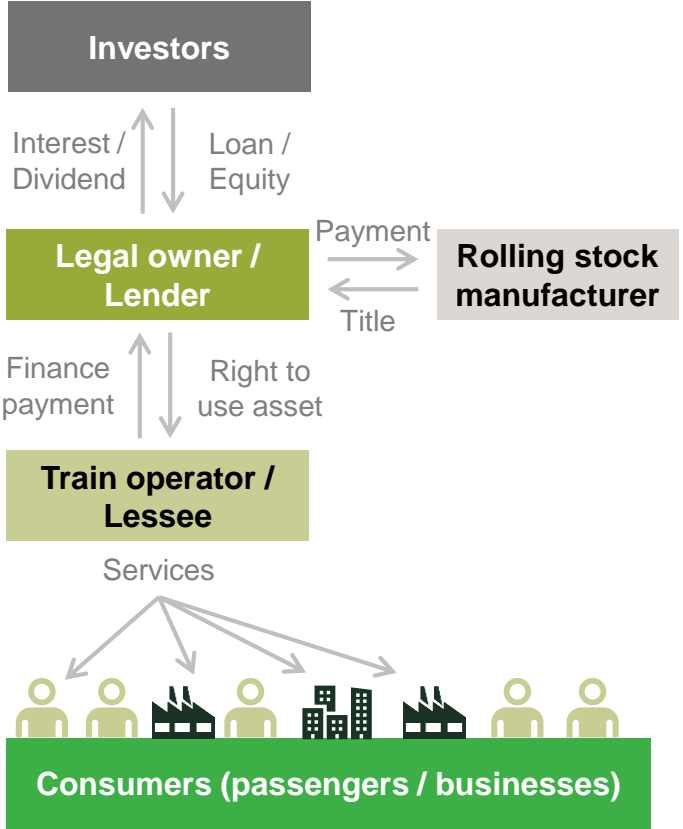 Investors
Interest /
Dividend
Loan /
Equity
Legal owner /
Lender
Payment
Title
Rolling stock
manufacturer
Finance
payment
Right to
use asset
Train operator /
Lessee
Services
Consumers (passengers / businesses)